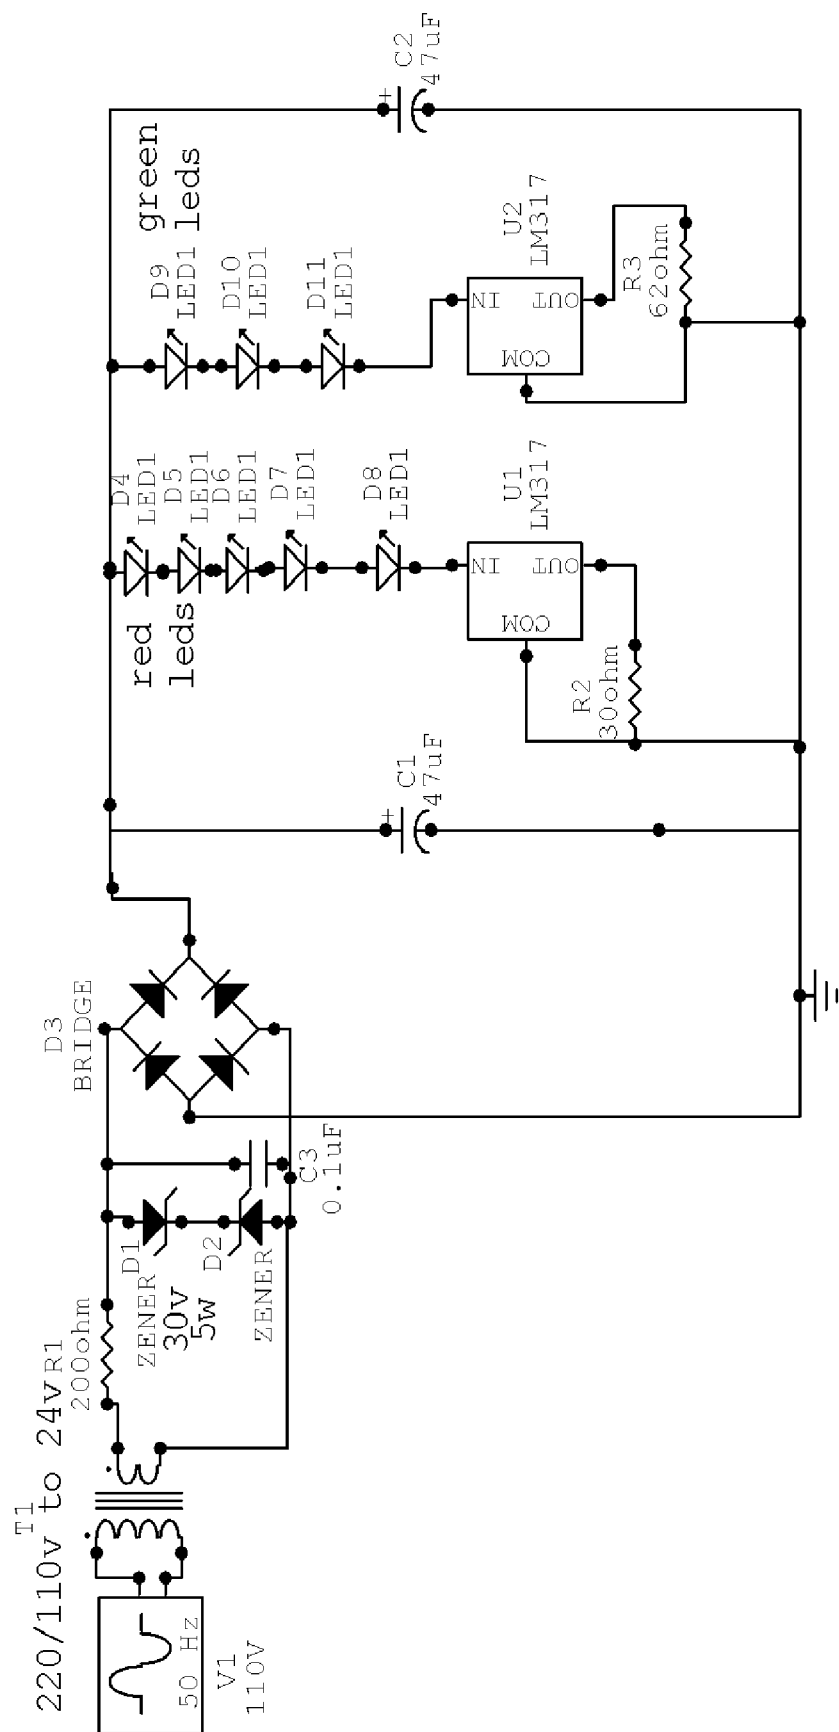 220/110v to 24v
T1
50 Hz
V1
110V
R1
200ohm
D1
ZENER
30v
5w
D2
ZENER
C3
0.1uF
D3
BRIDGE
C1
47uF
+
red
leds
D4
LED1
D5
LED1
D6
LED1
D7
LED1
D8
LED1
U1
LM317
IN
COM
OUT
R2
30ohm
green
leds
D9
LED1
D10
LED1
D11
LED1
U2
LM317
IN
COM
OUT
R3
62ohm
C2
47uF
+